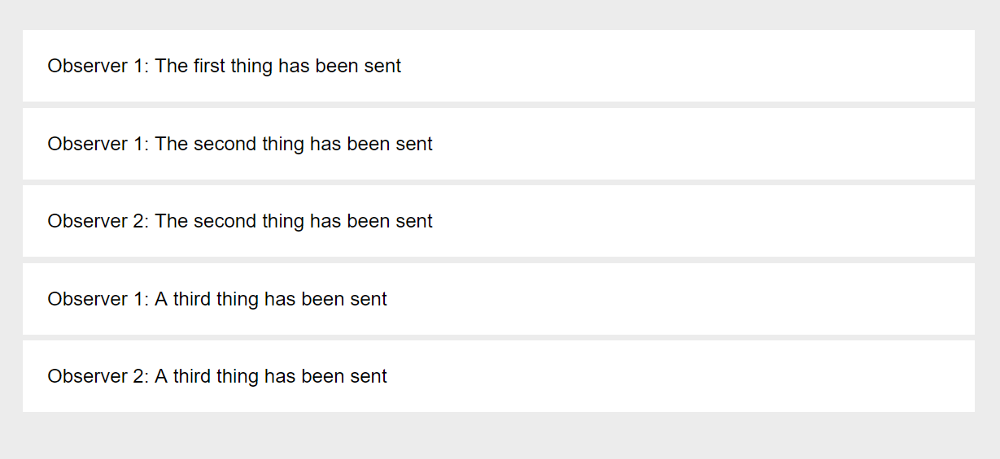 Observer 1: The first thing has been sent
Observer 1: The second thing has been sent
Observer 2: The second thing has been sent
Observer 1: A third thing has been sent
Observer 2: A third thing has been sent